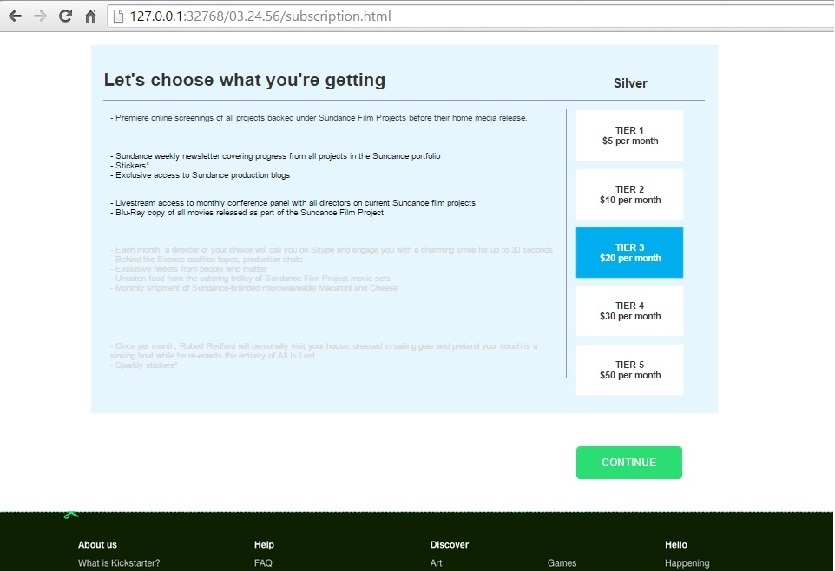 127.0.0.1:32768/03.24.56/subscription.html
Let's choose what you're getting
Silver
- Premiere online screenings of all projects backed under Sundance Film Projects before their home media release.
TIER 1
$5 per month
- Sundance weekly newsletter covering progress from all projects in the Sundance portfolio
- Stickers*
- Exclusive access to Sundance production blogs
TIER 2
$10 per month
- Livestream access to monthly conference panel with all directors on current Sundance film projects
- Blu-Ray copy of all movies released as part of the Sundance Film Project
TIER 3
$20 per month
- Each month, a director of your choice will call you on Skype and engage you with a charming smile for up to 30 seconds
- Behind the Scenes audition tapes, production shots
- Exclusive tweets from people who matter
- Uneaten food from the catering trolley of Sundance Film Project movie sets
- Monthly shipment of Sundance-branded microwaveable Macaroni and Cheese
TIER 4
$30 per month
- Once per month, Robert Redford will personally visit your house, dressed in sailing gear and pretend your couch is a
sinking boat while he re-enacts the entirety of All Is Lost
- Sparkly stickers*
TIER 5
$50 per month
CONTINUE
About us
Help
Discover
Hello
What is Kickstarter?
FAQ
Art
Games
Happening